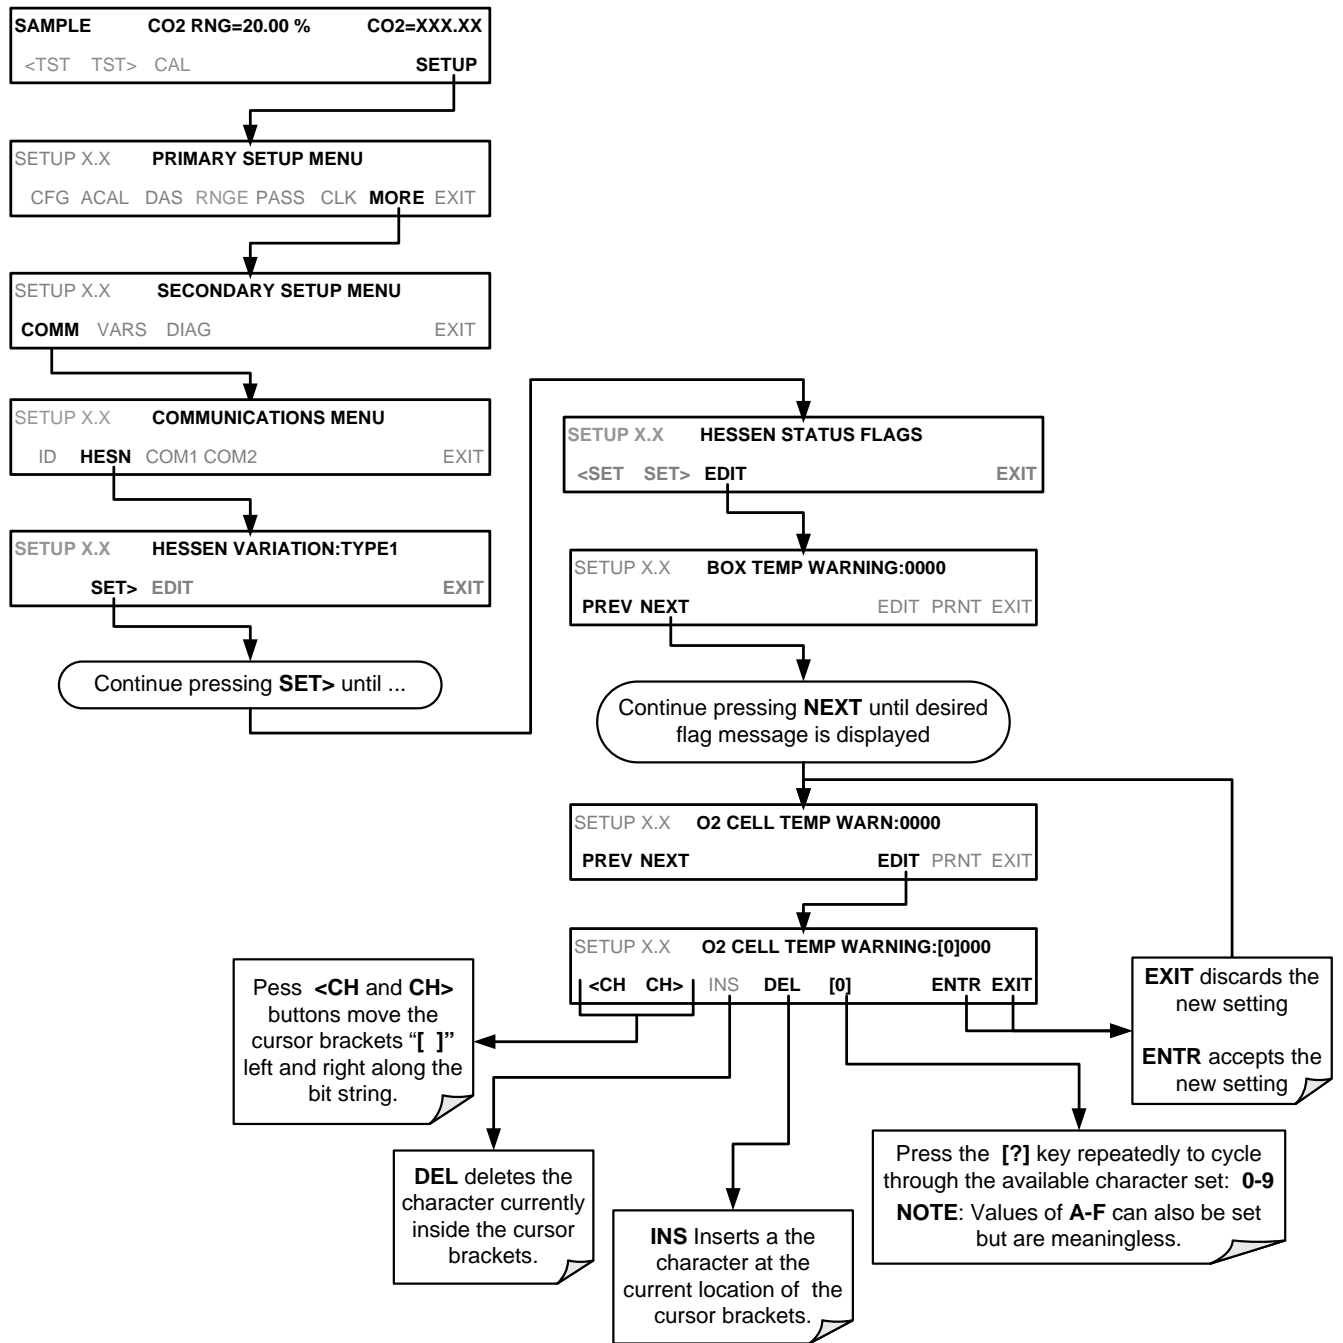 SAMPLE CO2 RNG=20.00 % CO2=XXX.XX
<TST TST> CAL SETUP
SETUP X.X PRIMARY SETUP MENU
CFG ACAL DAS RNGE PASS CLK MORE EXIT
SETUP X.X SECONDARY SETUP MENU
COMM VARS DIAG EXIT
SETUP X.X COMMUNICATIONS MENU
ID HESN COM1 COM2 EXIT
SETUP X.X HESSEN VARIATION:TYPE1
SET> EDIT EXIT
Continue pressing SET> until ...
SETUP X.X HESSEN STATUS FLAGS
<SET SET> EDIT EXIT
SETUP X.X BOX TEMP WARNING:0000
PREV NEXT EDIT PRNT EXIT
Continue pressing NEXT until desired
flag message is displayed
SETUP X.X O2 CELL TEMP WARN:0000
PREV NEXT EDIT PRNT EXIT
SETUP X.X O2 CELL TEMP WARNING:[0]000
<CH CH> INS DEL [0] ENTR EXIT
Pess <CH and CH>
buttons move the
cursor brackets “[ ]”
left and right along the
bit string.
DEL deletes the
character currently
inside the cursor
brackets.
INS Inserts a the
character at the
current location of the
cursor brackets.
Press the [?] key repeatedly to cycle
through the available character set: 0-9
NOTE: Values of A-F can also be set
but are meaningless.
EXIT discards the
new setting
ENTR accepts the
new setting